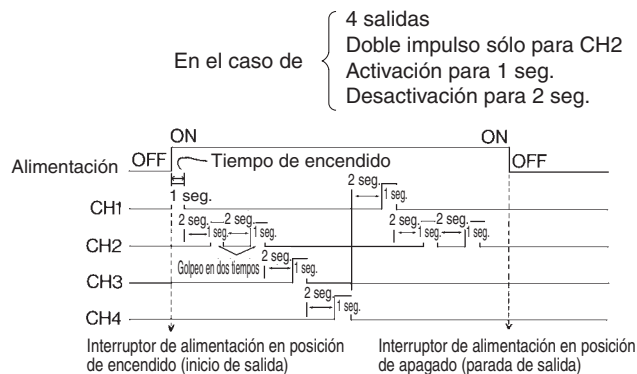 En el caso de
4 salidas
Doble impulso sólo para CH2
Activación para 1 seg.
Desactivación para 2 seg.
ON
ON
Alimentación
OFF
Tiempo de encendido
OFF
1 seg.
2 seg.
1 seg.
CH1
2 seg.
2 seg.
2 seg.
2 seg.
1 seg.
1 seg.
1 seg.
1 seg.
CH2
Golpeo en dos tiempos
2 seg.
1 seg.
CH3
2 seg.
1 seg.
CH4
Interruptor de alimentación en posición
de encendido (inicio de salida)
Interruptor de alimentación en posición
de apagado (parada de salida)